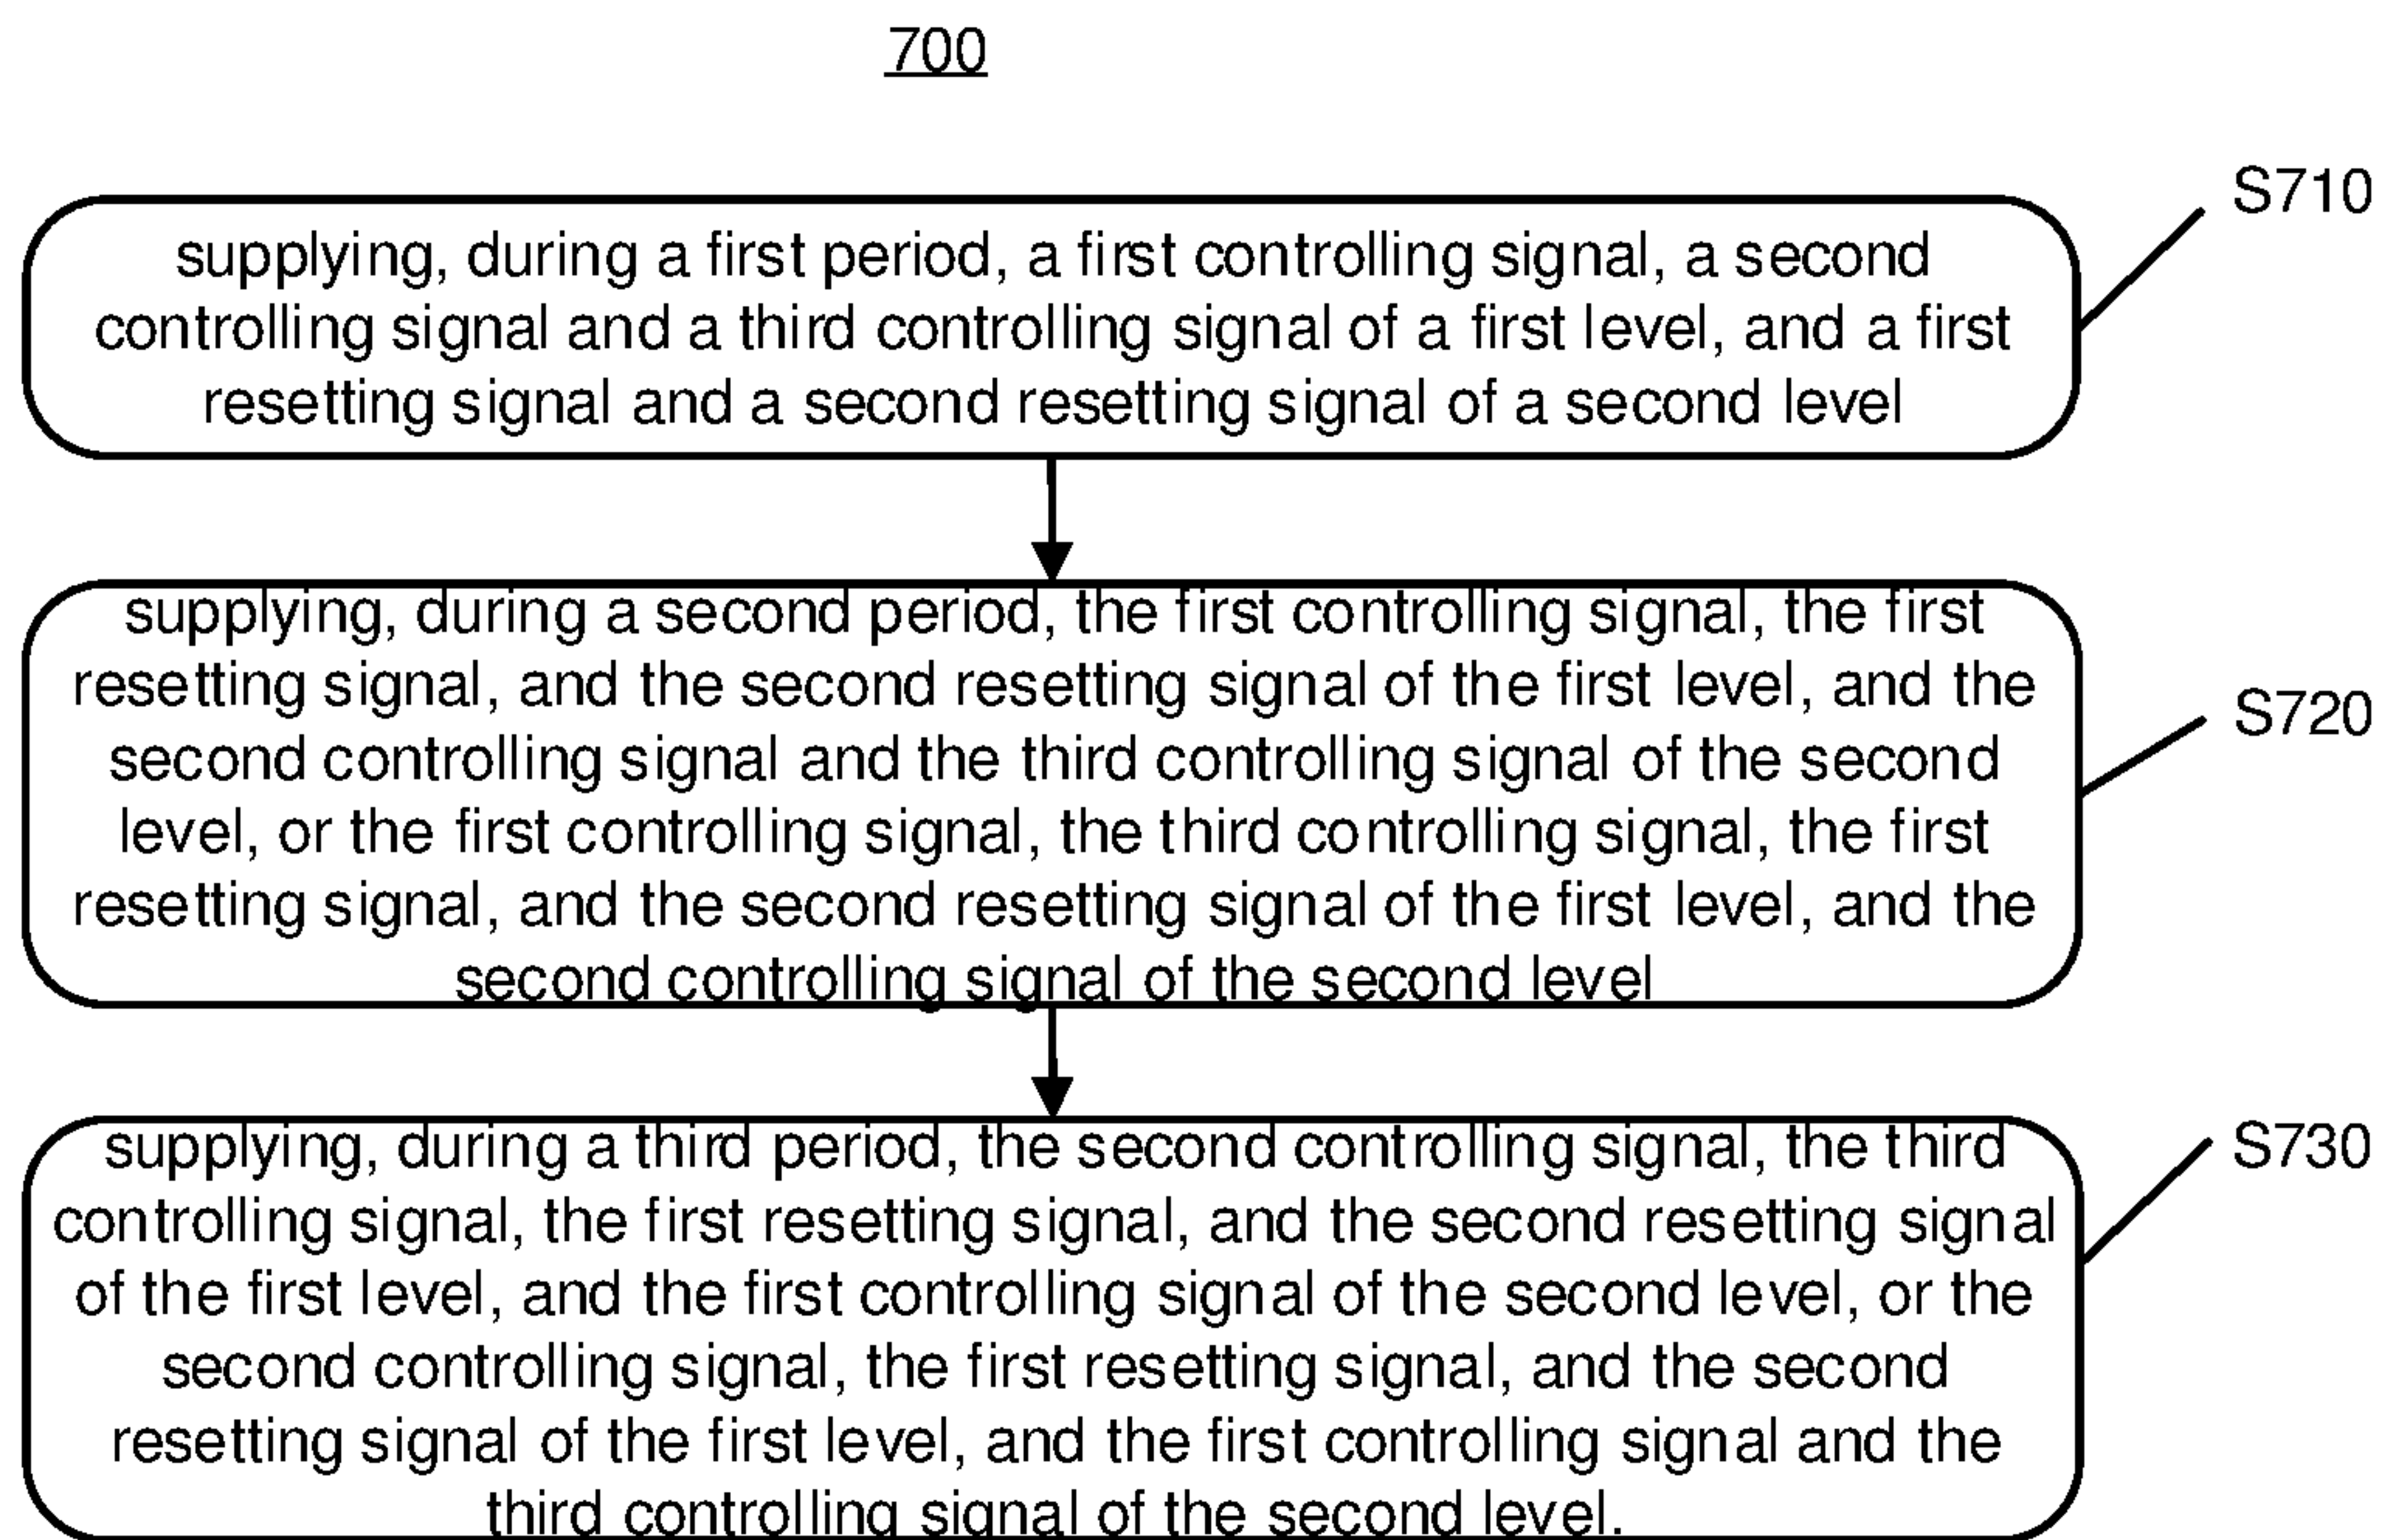 700
S710
supplying, during a first period, a first controlling signal, a second
controlling signal and a third controlling signal of a first level, and a first
resetting signal and a second resetting signal of a second level
supplying, during a second period, the first controlling signal, the first
resetting signal, and the second resetting signal of the first level, and the
S720
second controlling signal and the third controlling signal of the second
level, or the first controlling signal, the third controlling signal, the first
resetting signal, and the second resetting signal of the first level, and the
second controlling signal of the second level
supplying, during a third period, the second controlling signal, the third
S730
controlling signal, the first resetting signal, and the second resetting signal
of the first level, and the first controlling signal of the second level, or the
second controlling signal, the first resetting signal, and the second
resetting signal of the first level, and the first controlling signal and the
third controlling signal of the second level.